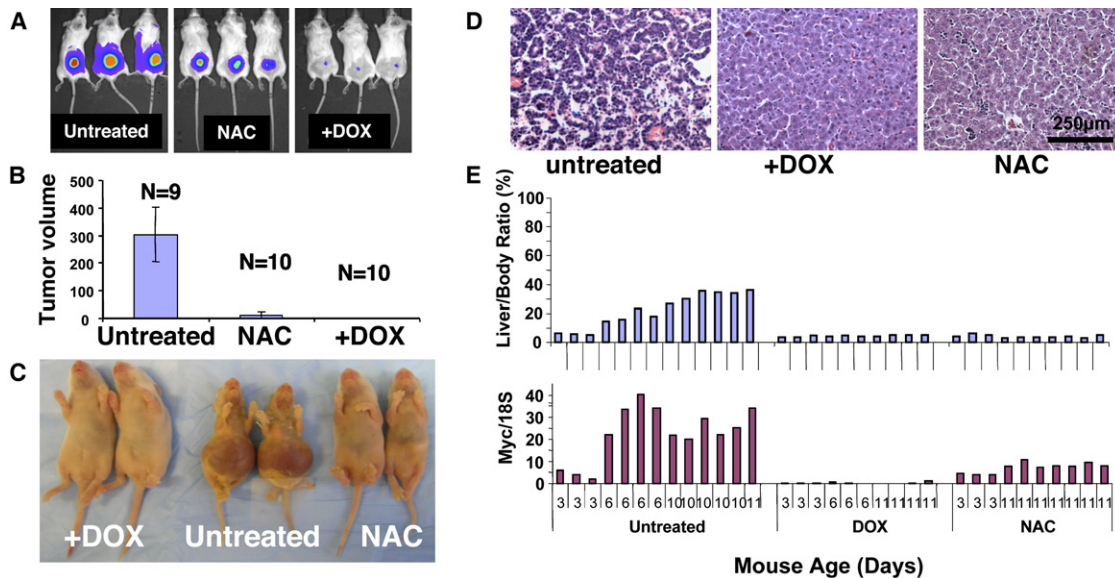 A
Untreated
NAC
+DOX
B
Tumor volume
500
400
300
200
100
0
N=9
N=10
N=10
Untreated
NAC
+DOX
C
+DOX
Untreated
NAC
D
250µm
untreated
+DOX
NAC
E
Liver/Body Ratio (%)
100
80
60
40
20
0
Myc/18S
40
30
20
10
0
3 3 3 6 6 6 6 10 10 10 10 10 11
3 3 3 6 6 6 11 11 11 11 11
3 3 3 11 11 11 11 11 11 11
Untreated
DOX
NAC
Mouse Age (Days)